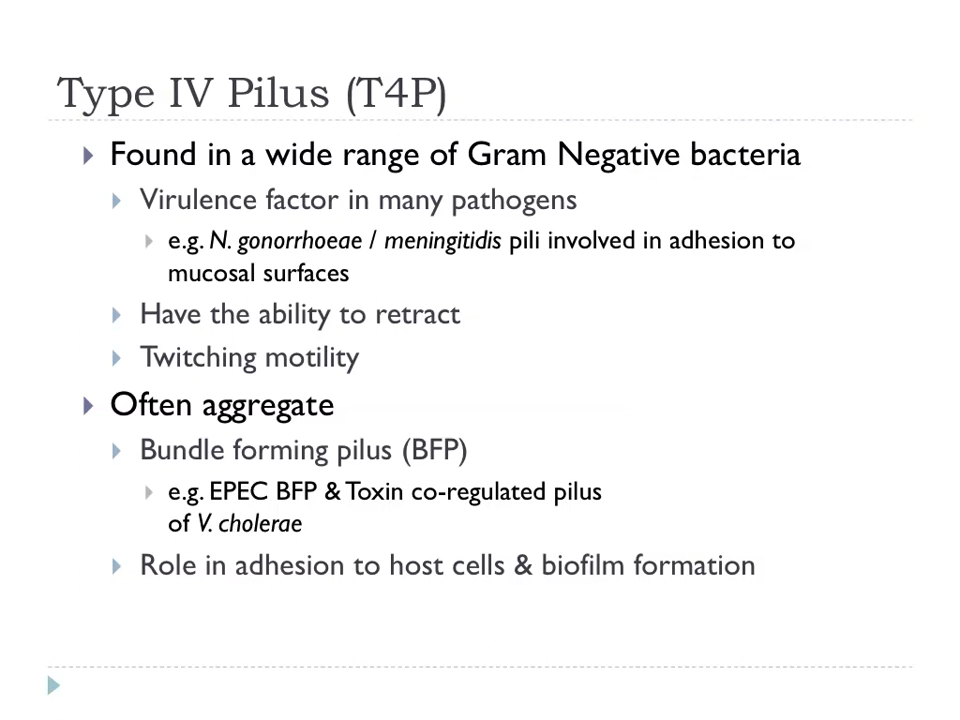 Type IV Pilus (T4P)
Found in a wide range of Gram Negative bacteria
Virulence factor in many pathogens
e.g. N. gonorrhoeae / meningitidis pili involved in adhesion to
mucosal surfaces
Have the ability to retract
Twitching motility
Often aggregate
Bundle forming pilus (BFP)
e.g. EPEC BFP & Toxin co-regulated pilus
of V. cholerae
Role in adhesion to host cells & biofilm formation